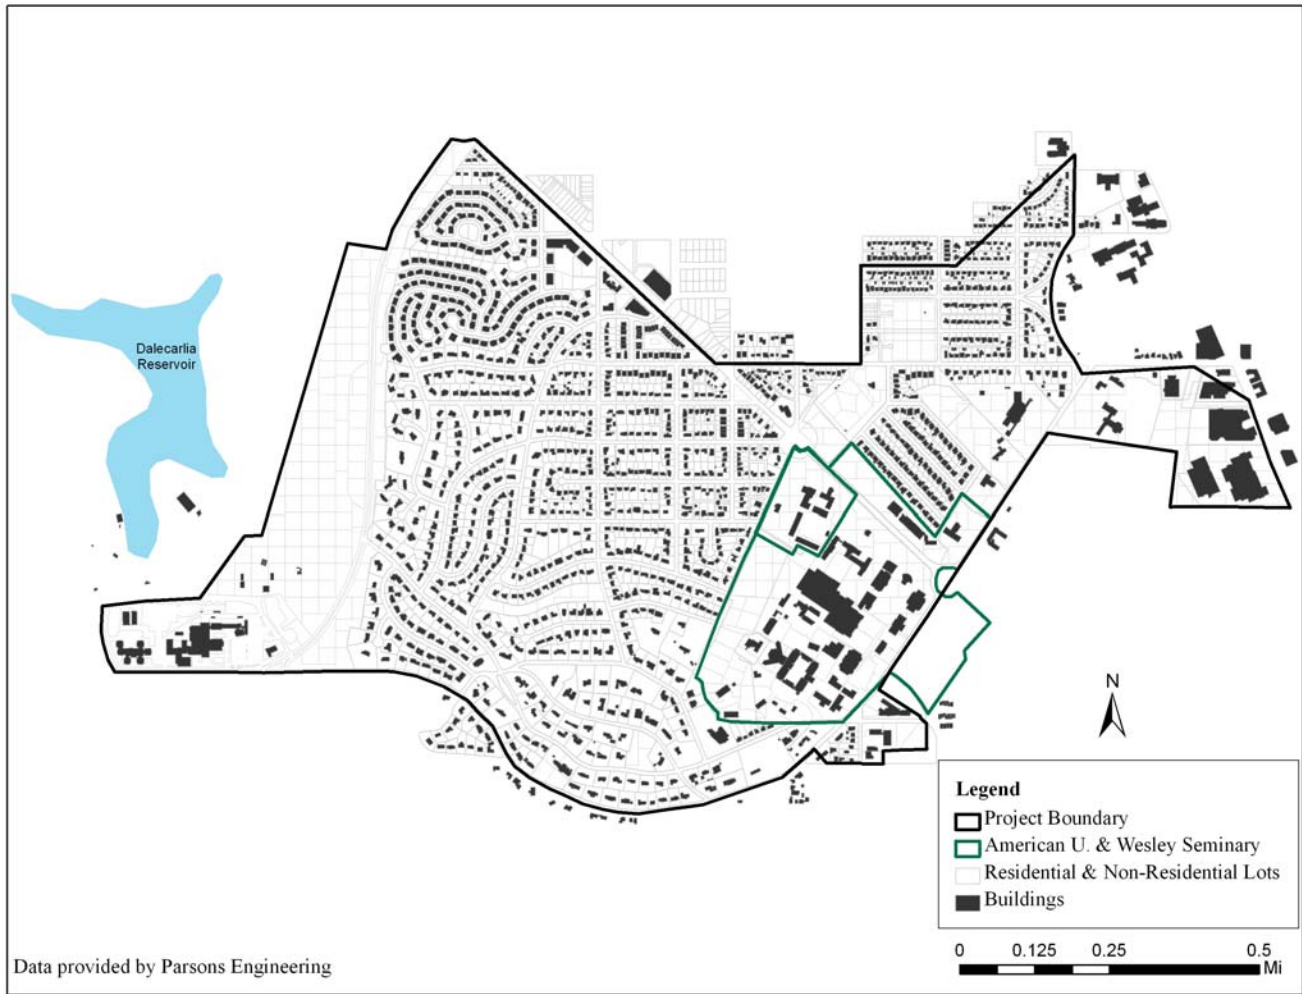 Dalecarlia
Reservoir
N
Legend
Project Boundary
American U. & Wesley Seminary
Residential & Non-Residential Lots
Buildings
0 0.125 0.25 0.5
Mi
Data provided by Parsons Engineering